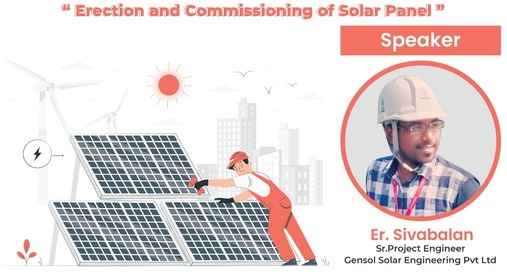 “ Erection and Commissioning of Solar Panel ”
Speaker
Er. Sivabalan
Sr.Project Engineer
Gensol Solar Engineering Pvt Ltd